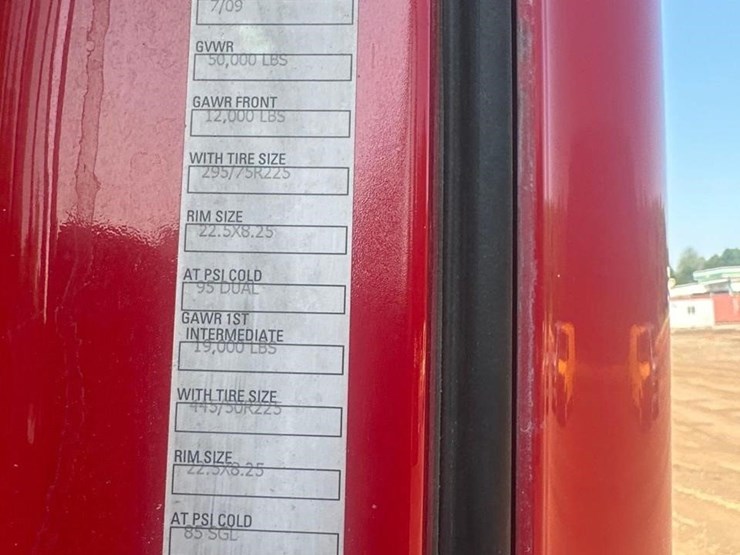 7/09
GVWR
50,000 LBS
GAWR FRONT
12,000 LBS
WITH TIRE SIZE
295/75R225
RIM SIZE
22.5X8.25
AT PSI COLD
95 DUAL
GAWR 1ST
INTERMEDIATE
19,000 LBS
WITH TIRE SIZE
445/50R225
RIM SIZE
22.5X8.25
AT PSI COLD
85 SGL